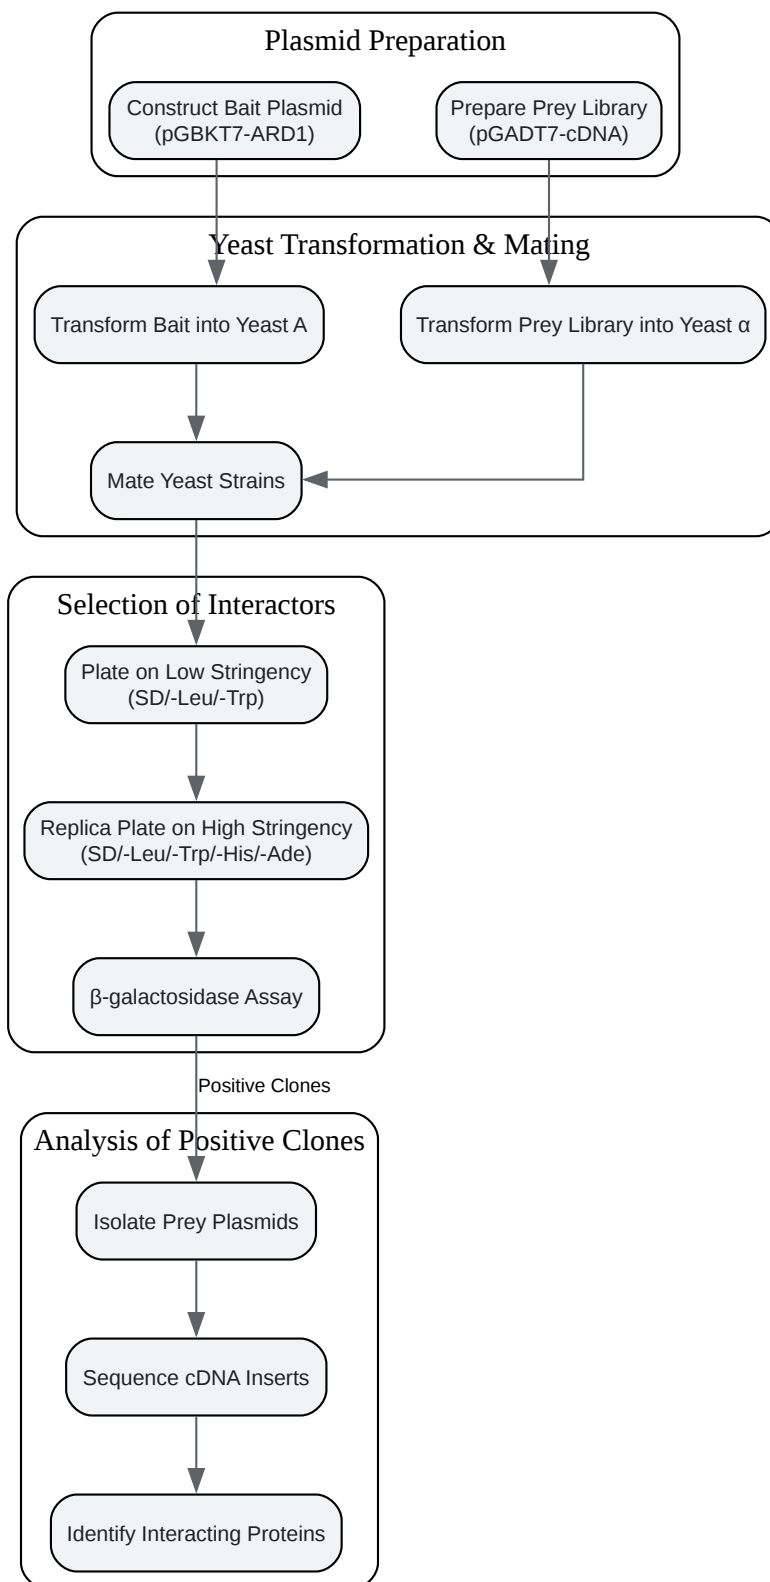 Plasmid Preparation
Construct Bait Plasmid
(pGBKT7-ARD1)
Prepare Prey Library
(pGADT7-cDNA)
Yeast Transformation & Mating
Transform Bait into Yeast A
Transform Prey Library into Yeast α
Mate Yeast Strains
Selection of Interactors
Plate on Low Stringency
(SD/-Leu/-Trp)
Replica Plate on High Stringency
(SD/-Leu/-Trp/-His/-Ade)
β-galactosidase Assay
Positive Clones
Analysis of Positive Clones
Isolate Prey Plasmids
Sequence cDNA Inserts
Identify Interacting Proteins